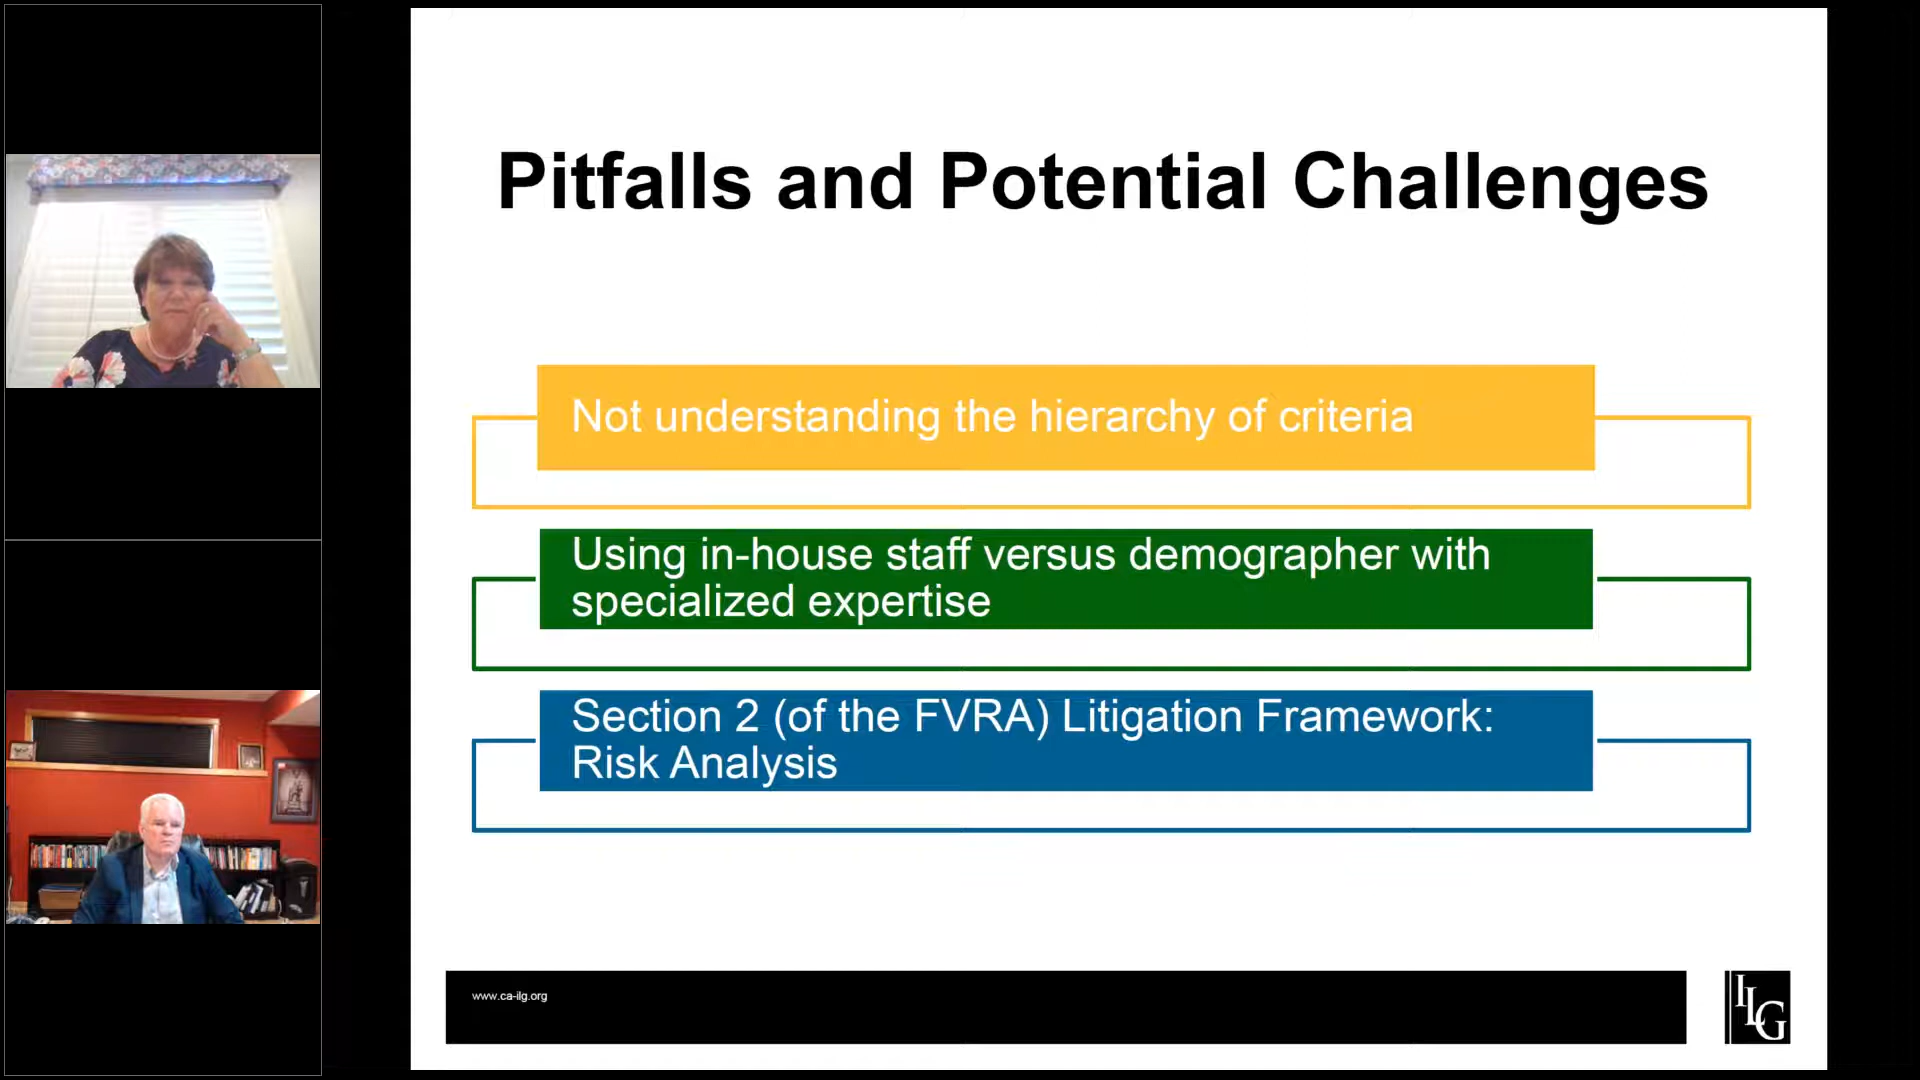 Pitfalls and Potential Challenges
Not understanding the hierarchy of criteria
Using in-house staff versus demographer with
specialized expertise
Section 2 (of the FVRA) Litigation Framework:
Risk Analysis
www.ca-ilg.org
ILG